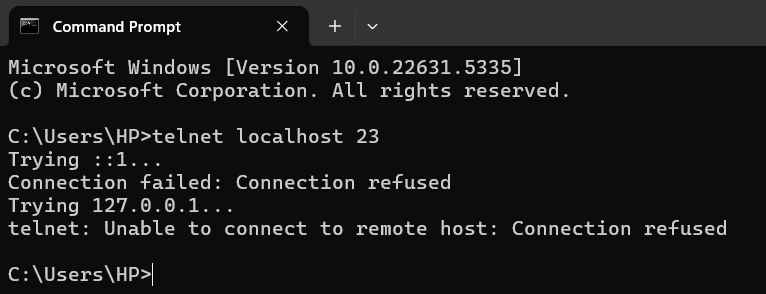 Command Prompt
Microsoft Windows [Version 10.0.22631.5335]
(c) Microsoft Corporation. All rights reserved.
C:\Users\HP>telnet localhost 23
Trying ::1...
Connection failed: Connection refused
Trying 127.0.0.1...
telnet: Unable to connect to remote host: Connection refused
C:\Users\HP>